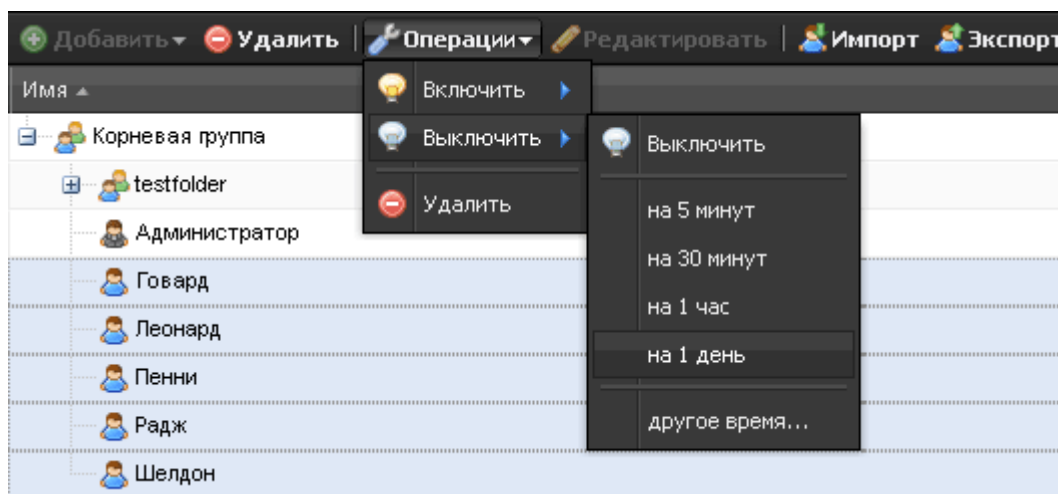 Добавить Удалить Операции Редактировать Импорт Экспорт
Имя Включить
Корневая группа Выключить Выключить
testfolder Удалить на 5 минут
Администратор на 30 минут
Говард на 1 час
Леонард на 1 день
Пенни
Радж другое время...
Шелдон